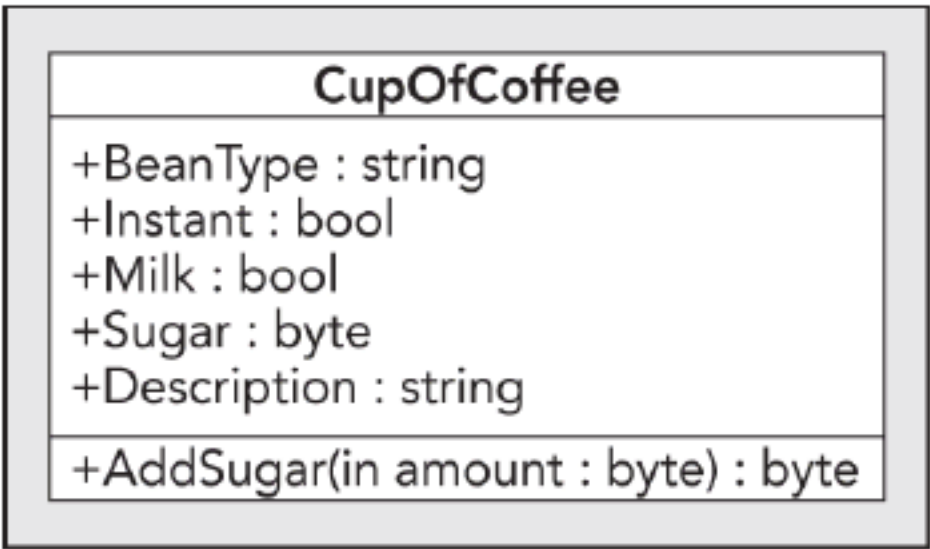 CupOfCoffee
+BeanType : string
+Instant : bool
+Milk : bool
+Sugar : byte
+Description : string
+AddSugar(in amount : byte) : byte